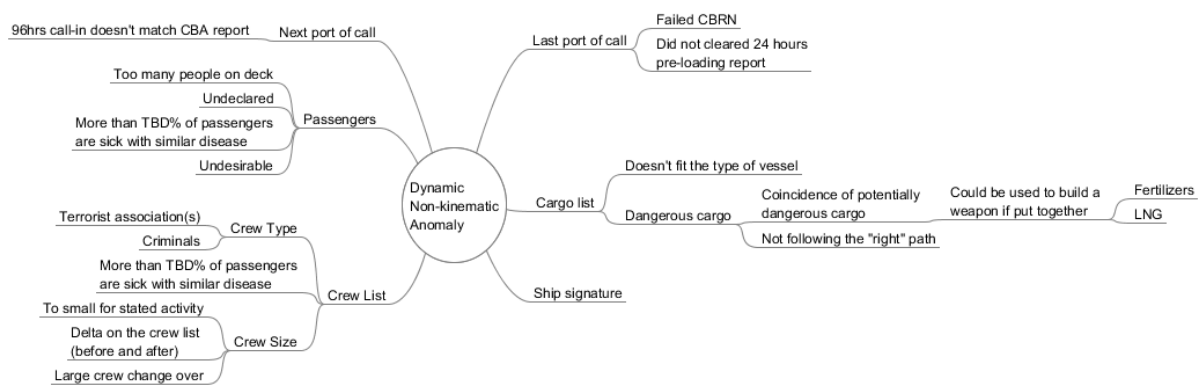 96hrs call-in doesn't match CBA report
Next port of call
Too many people on deck
Undeclared
More than TBD% of passengers
are sick with similar disease
Undesirable
Passengers
Terrorist association(s)
Criminals
Crew Type
More than TBD% of passengers
are sick with similar disease
To small for stated activity
Delta on the crew list
(before and after)
Large crew change over
Crew Size
Crew List
Dynamic
Non-kinematic
Anomaly
Last port of call
Failed CBRN
Did not cleared 24 hours
pre-loading report
Cargo list
Doesn't fit the type of vessel
Dangerous cargo
Coincidence of potentially
dangerous cargo
Could be used to build a
weapon if put together
Fertilizers
LNG
Not following the "right" path
Ship signature